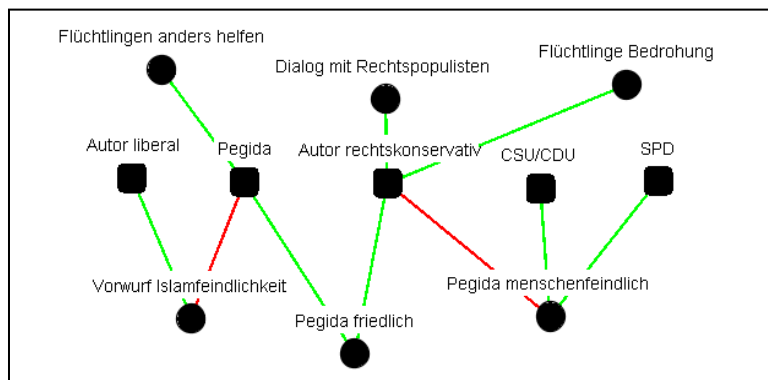 Flüchtlingen anders helfen
Dialog mit Rechtspopulisten
Flüchtlinge Bedrohung
Autor liberal
Pegida
Autor rechtskonservativ
CSU/CDU
SPD
Vorwurf Islamfeindlichkeit
Pegida friedlich
Pegida menschenfeindlich